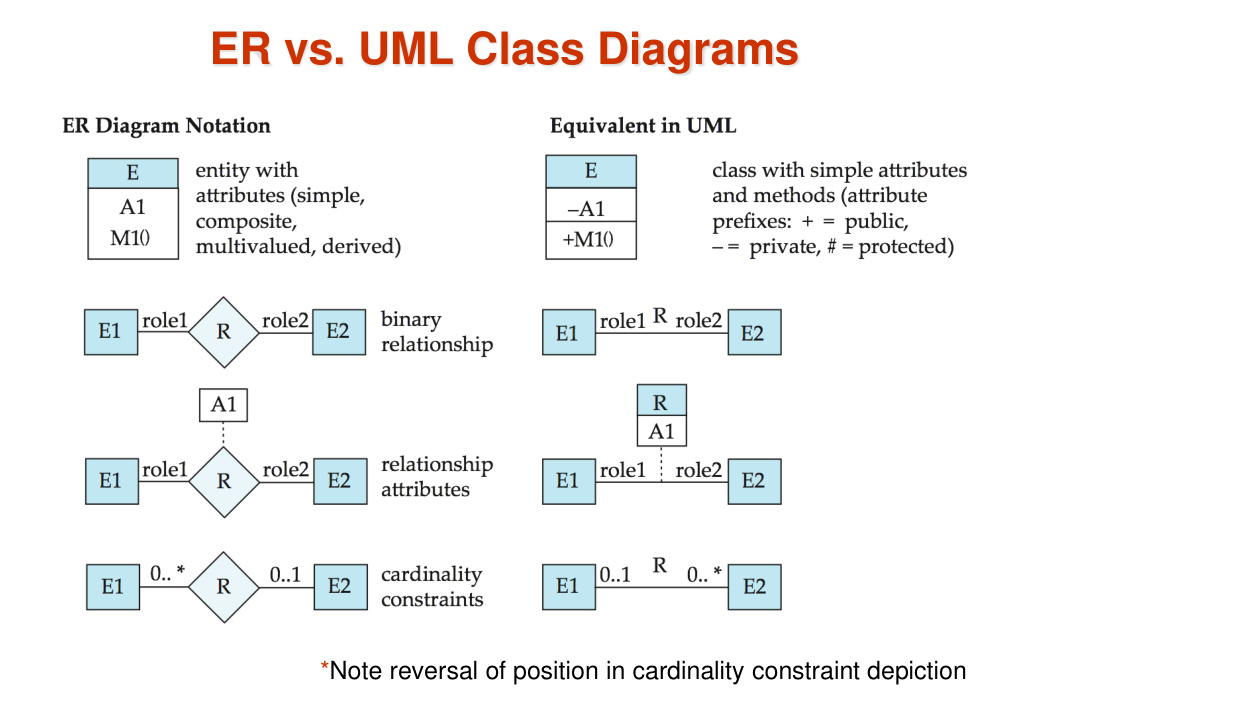 ER vs. UML Class Diagrams
ER Diagram Notation
Equivalent in UML
E
A1
M1()
entity with
attributes (simple,
composite,
multivalued, derived)
E
–A1
+M1()
class with simple attributes
and methods (attribute
prefixes: + = public,
– = private, # = protected)
E1 role1 R role2 E2
binary
relationship
E1 role1 R role2 E2
A1
E1 role1 R role2 E2
relationship
attributes
R
A1
E1 role1 role2 E2
E1 0.. * R 0..1 E2
cardinality
constraints
E1 0..1 R 0.. * E2
*Note reversal of position in cardinality constraint depiction